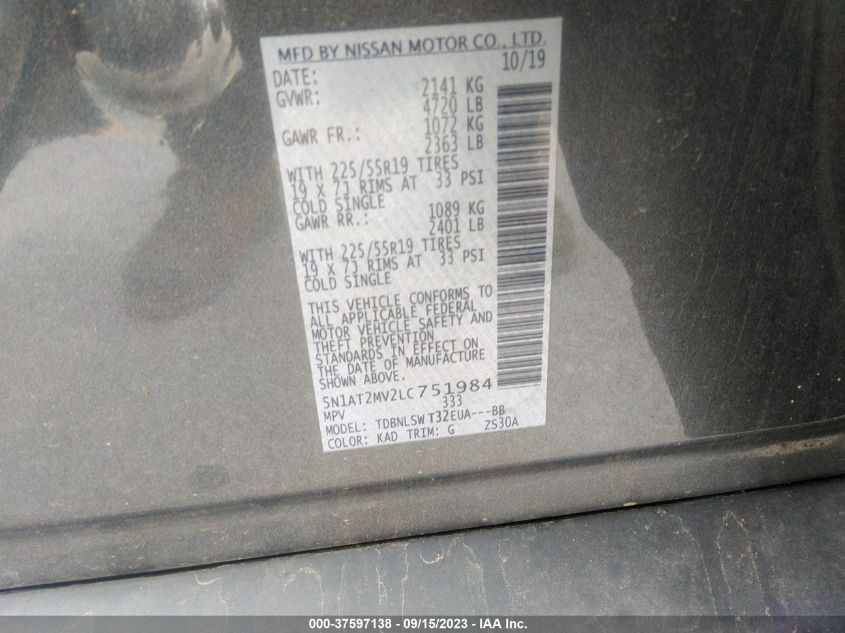 MFD BY NISSAN MOTOR CO., LTD.
DATE: 10/19
GVWR: 2141 KG
4720 LB
GAWR FR.: 1072 KG
2363 LB
WITH 225/55R19 TIRES
19 X 7J RIMS AT 33 PSI
COLD SINGLE
GAWR RR.: 1089 KG
2401 LB
WITH 225/55R19 TIRES
19 X 7J RIMS AT 33 PSI
COLD SINGLE
THIS VEHICLE CONFORMS TO
ALL APPLICABLE FEDERAL
MOTOR VEHICLE SAFETY AND
THEFT PREVENTION
STANDARDS IN EFFECT ON
THE DATE OF MANUFACTURE
SHOWN ABOVE.
5N1AT2MV2LC751984
MPV 333
MODEL: TDBNLSW T32EUA---BB
COLOR: KAD TRIM: G ZS30A
000-37597138 - 09/15/2023 - IAA Inc.